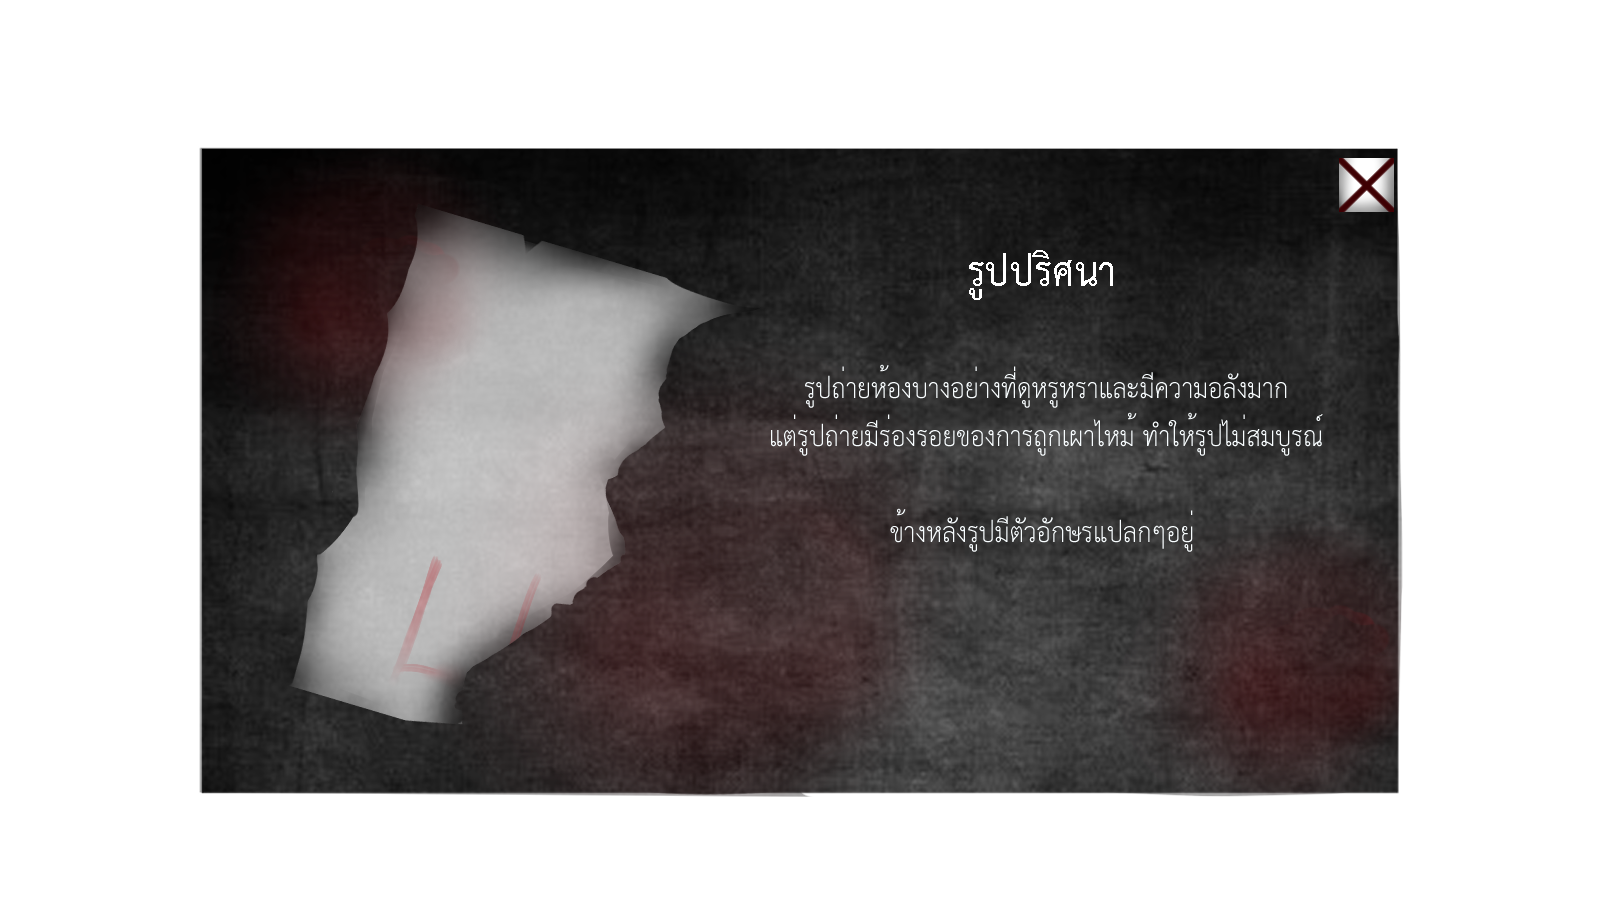 รูปปริศนา
รูปถ่ายห้องบางอย่างที่ดูหรูหราและมีความอลังมาก
แต่รูปถ่ายมีร่องรอยของการถูกเผาไหม้ ทำให้รูปไม่สมบูรณ์
ข้างหลังรูปมีตัวอักษรแปลกๆอยู่
L